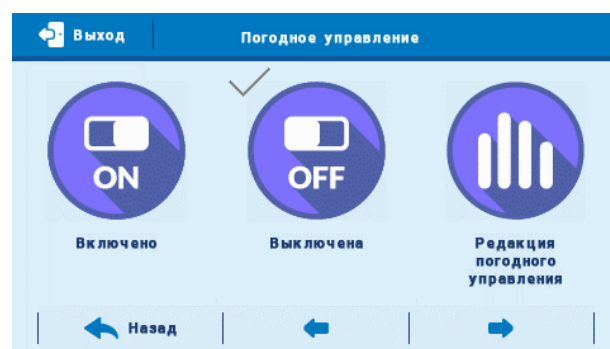 Выход
Погодное управление
ON
OFF
Включено
Выключена
Редакция
погодного
управления
Назад